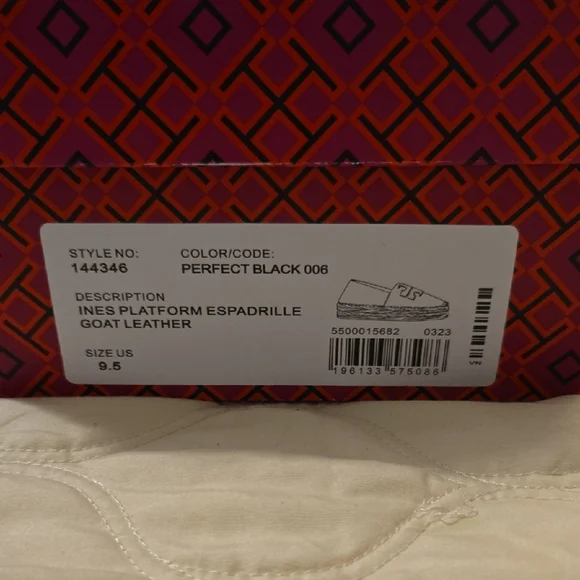 STYLE NO: COLOR/CODE:
144346 PERFECT BLACK 006
DESCRIPTION
INES PLATFORM ESPADRILLE
GOAT LEATHER
SIZE US
9.5
5500015682 0323
196133 575086